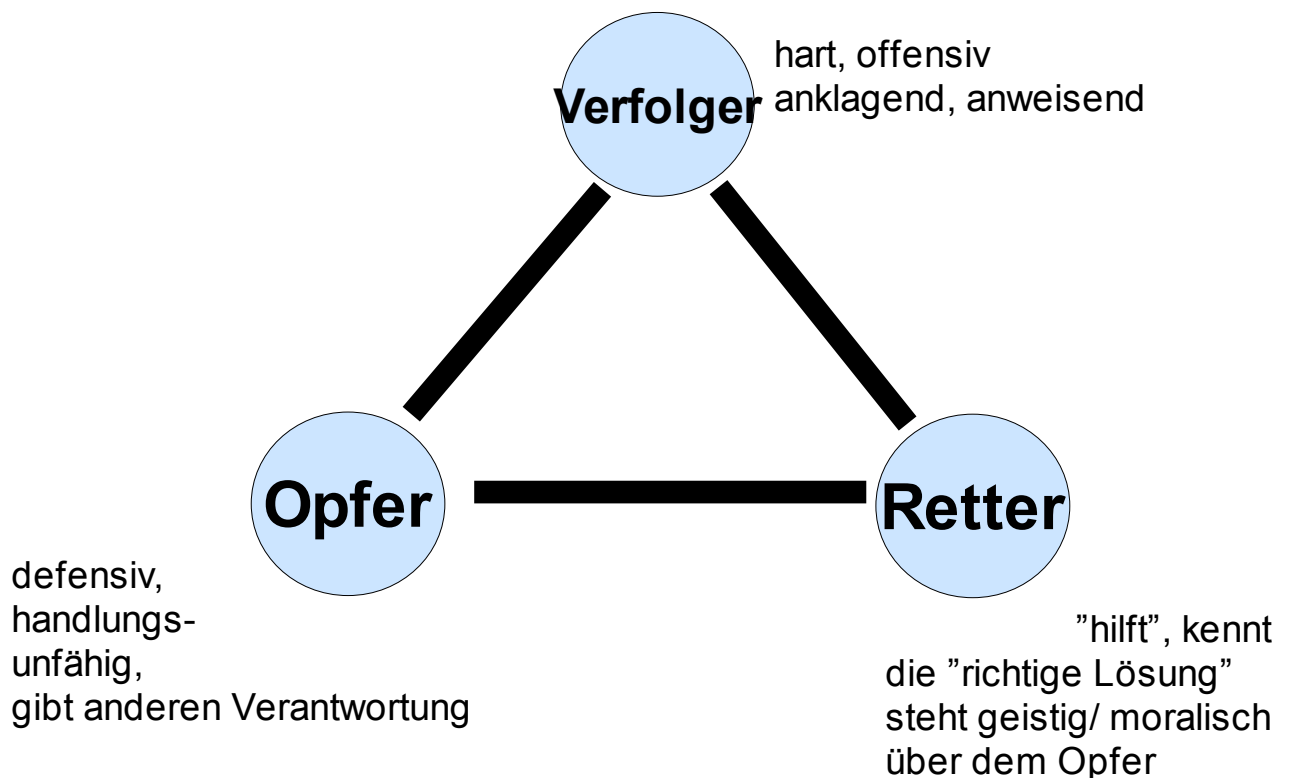 hart, offensiv
Verfolger
anklagend, anweisend
Opfer
Retter
defensiv,
handlungs-
unfähig,
gibt anderen Verantwortung
”hilft”, kennt
die ”richtige Lösung”
steht geistig/ moralisch
über dem Opfer